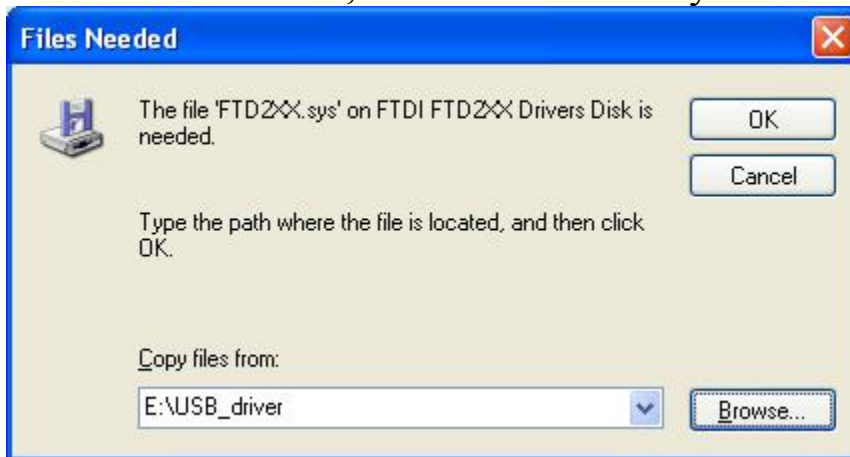 Files Needed
The file 'FTD2XX.sys' on FTDI FTD2XX Drivers Disk is
needed.
OK
Cancel
Type the path where the file is located, and then click
OK.
Copy files from:
E:\USB_driver
Browse...